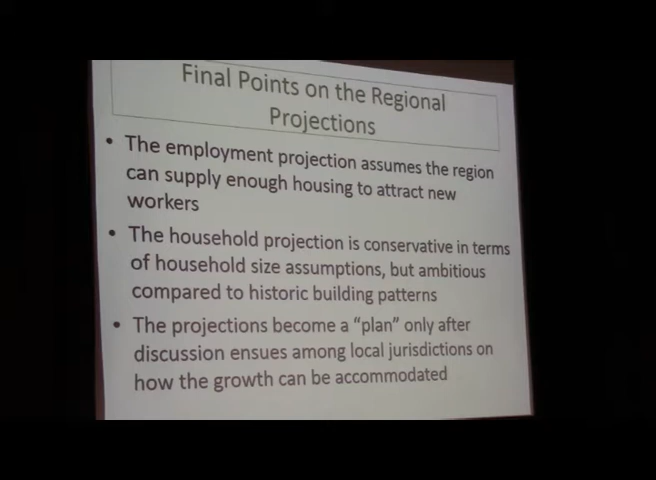 Final Points on the Regional
Projections
• The employment projection assumes the region
can supply enough housing to attract new
workers
• The household projection is conservative in terms
of household size assumptions, but ambitious
compared to historic building patterns
• The projections become a “plan” only after
discussion ensues among local jurisdictions on
how the growth can be accommodated